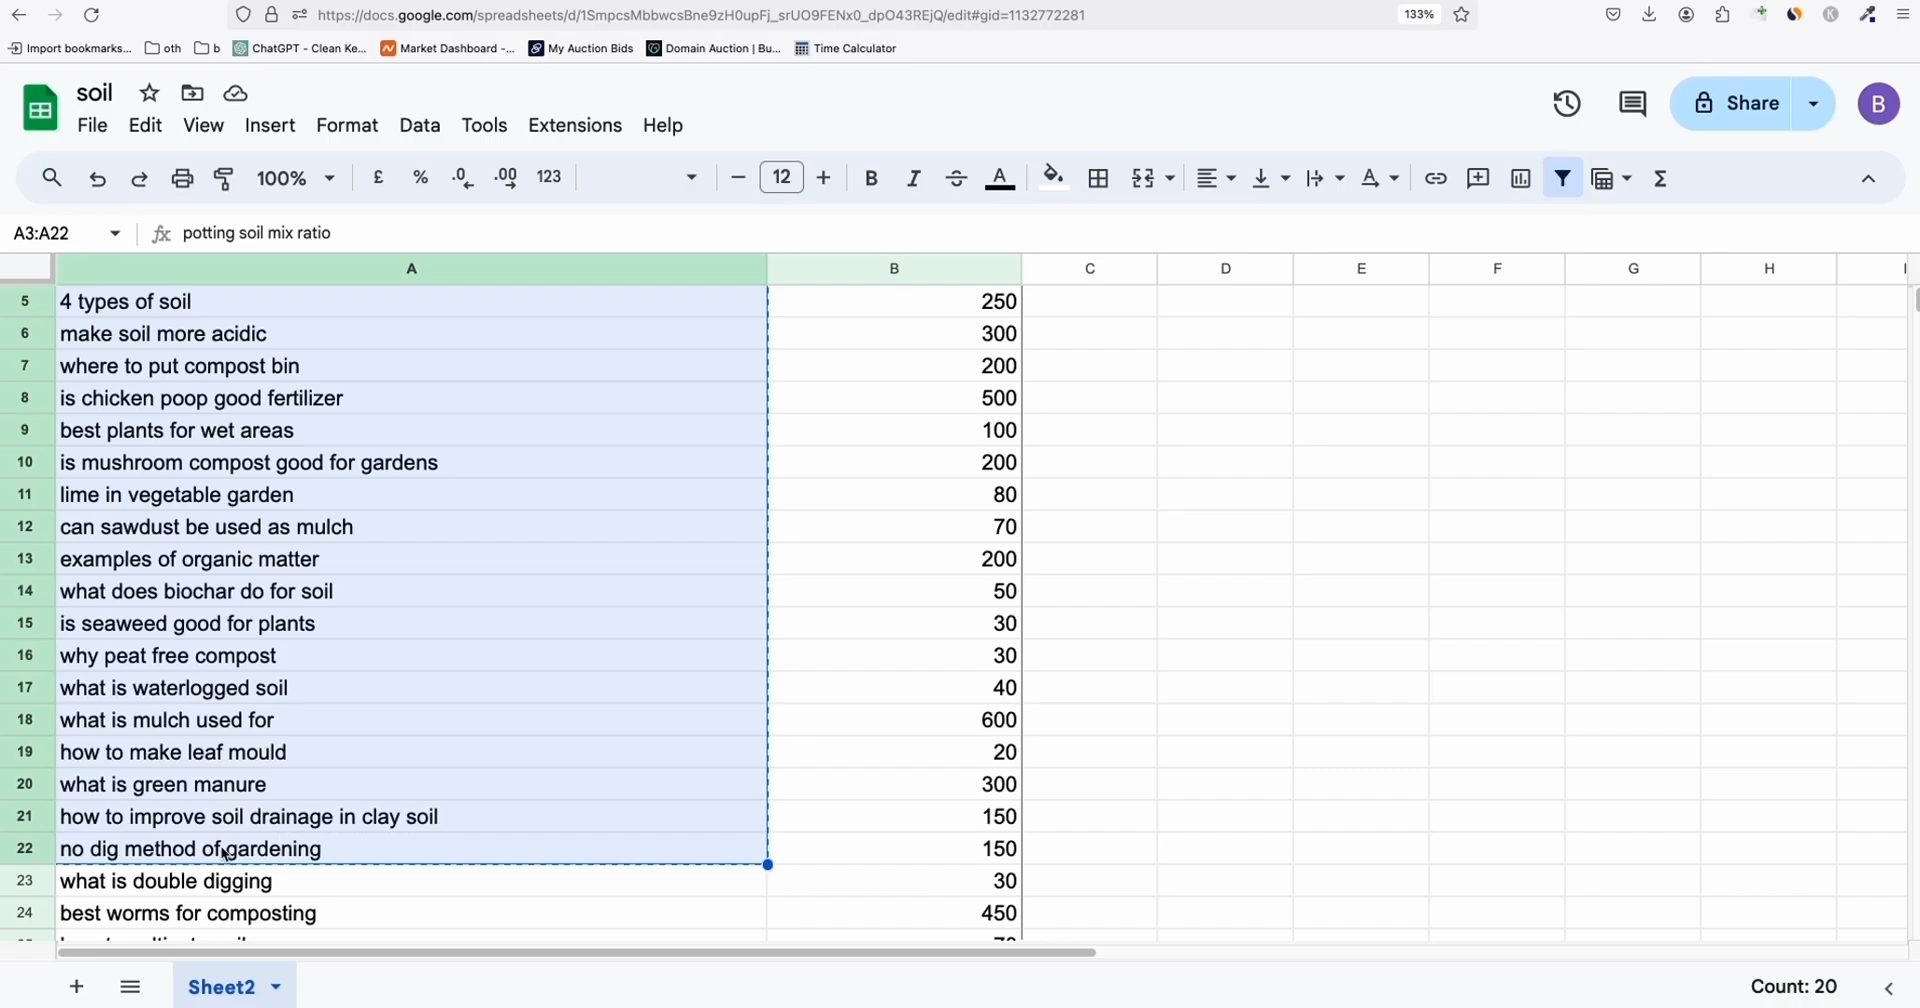 https://docs.google.com/spreadsheets/d/1SmpcsMbbwcsBne9zH0upFj_srUO9FENx0_dpO43REjQ/edit#gid=1132772281
133%
Import bookmarks... oth b ChatGPT - Clean Ke... Market Dashboard -... My Auction Bids Domain Auction | Bu... Time Calculator
soil
File Edit View Insert Format Data Tools Extensions Help
Share
B
100% £ % .0 .00 123 12 B I S A A Σ
A3:A22 fx potting soil mix ratio
A B C D E F G H I
5 4 types of soil 250
6 make soil more acidic 300
7 where to put compost bin 200
8 is chicken poop good fertilizer 500
9 best plants for wet areas 100
10 is mushroom compost good for gardens 200
11 lime in vegetable garden 80
12 can sawdust be used as mulch 70
13 examples of organic matter 200
14 what does biochar do for soil 50
15 is seaweed good for plants 30
16 why peat free compost 30
17 what is waterlogged soil 40
18 what is mulch used for 600
19 how to make leaf mould 20
20 what is green manure 300
21 how to improve soil drainage in clay soil 150
22 no dig method of gardening 150
23 what is double digging 30
24 best worms for composting 450
Sheet2
Count: 20